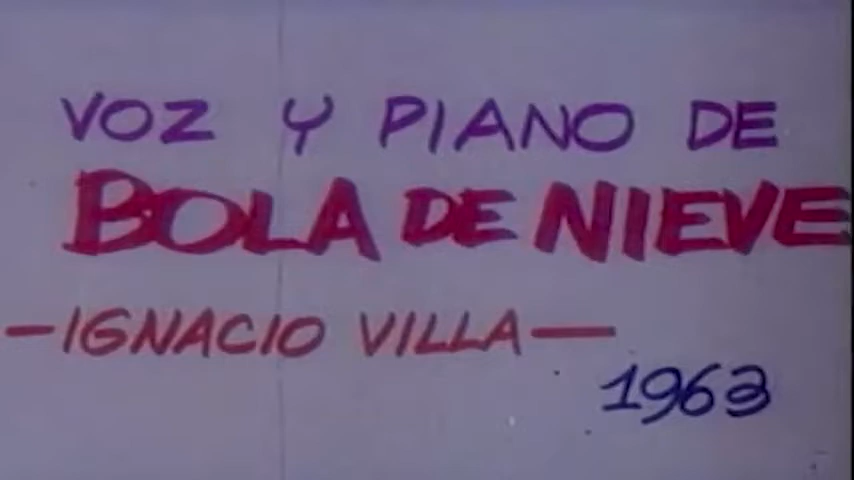 VOZ Y PIANO DE
BOLA DE NIEVE
—IGNACIO VILLA—
1963